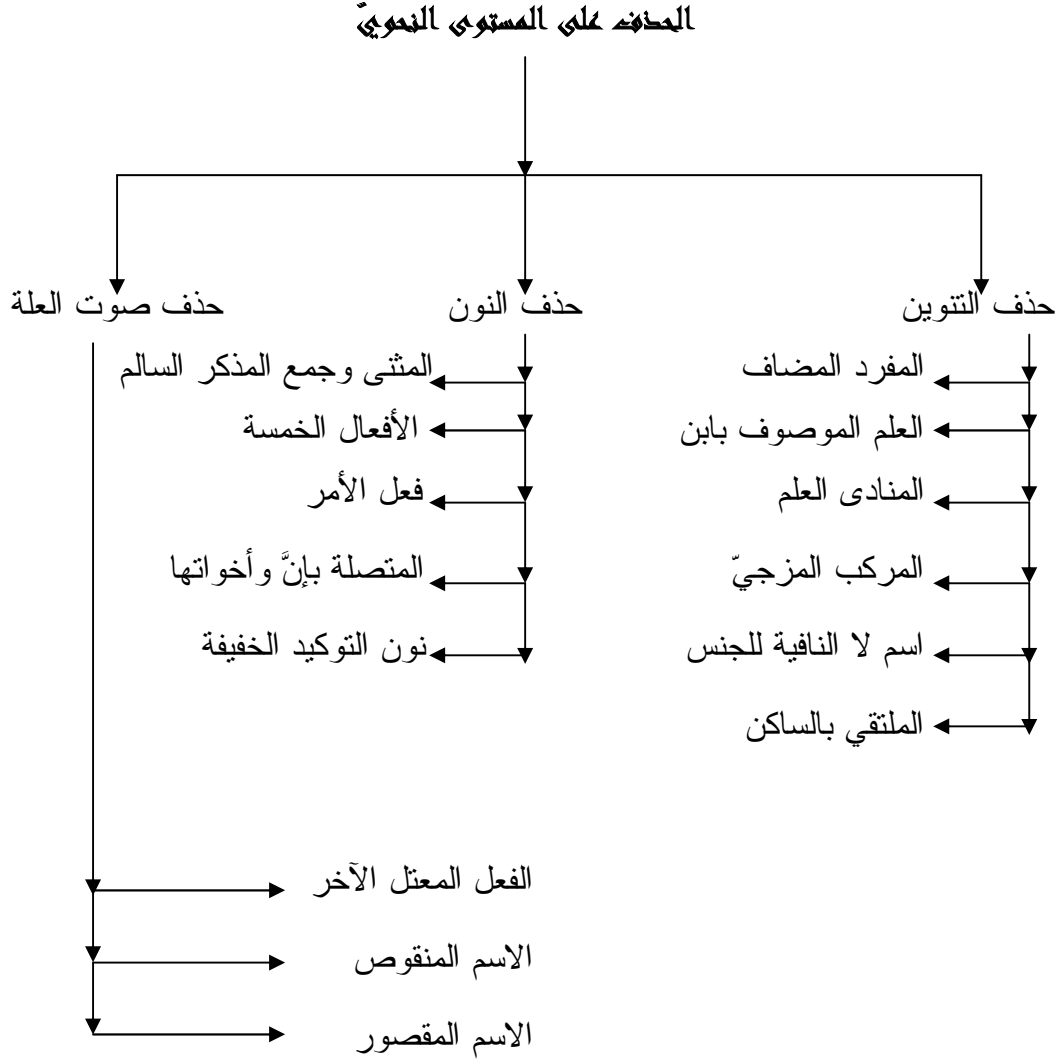 الحذف على المستوى النحويّ
حذف التنوين
المفرد المضاف
العلم الموصوف بابن
المنادى العلم
المركب المزجيّ
اسم لا النافية للجنس
الملتقي بالساكن
حذف النون
المثنى وجمع المذكر السالم
الأفعال الخمسة
فعل الأمر
المتصلة بإنَّ وأخواتها
نون التوكيد الخفيفة
حذف صوت العلة
الفعل المعتل الآخر
الاسم المنقوص
الاسم المقصور